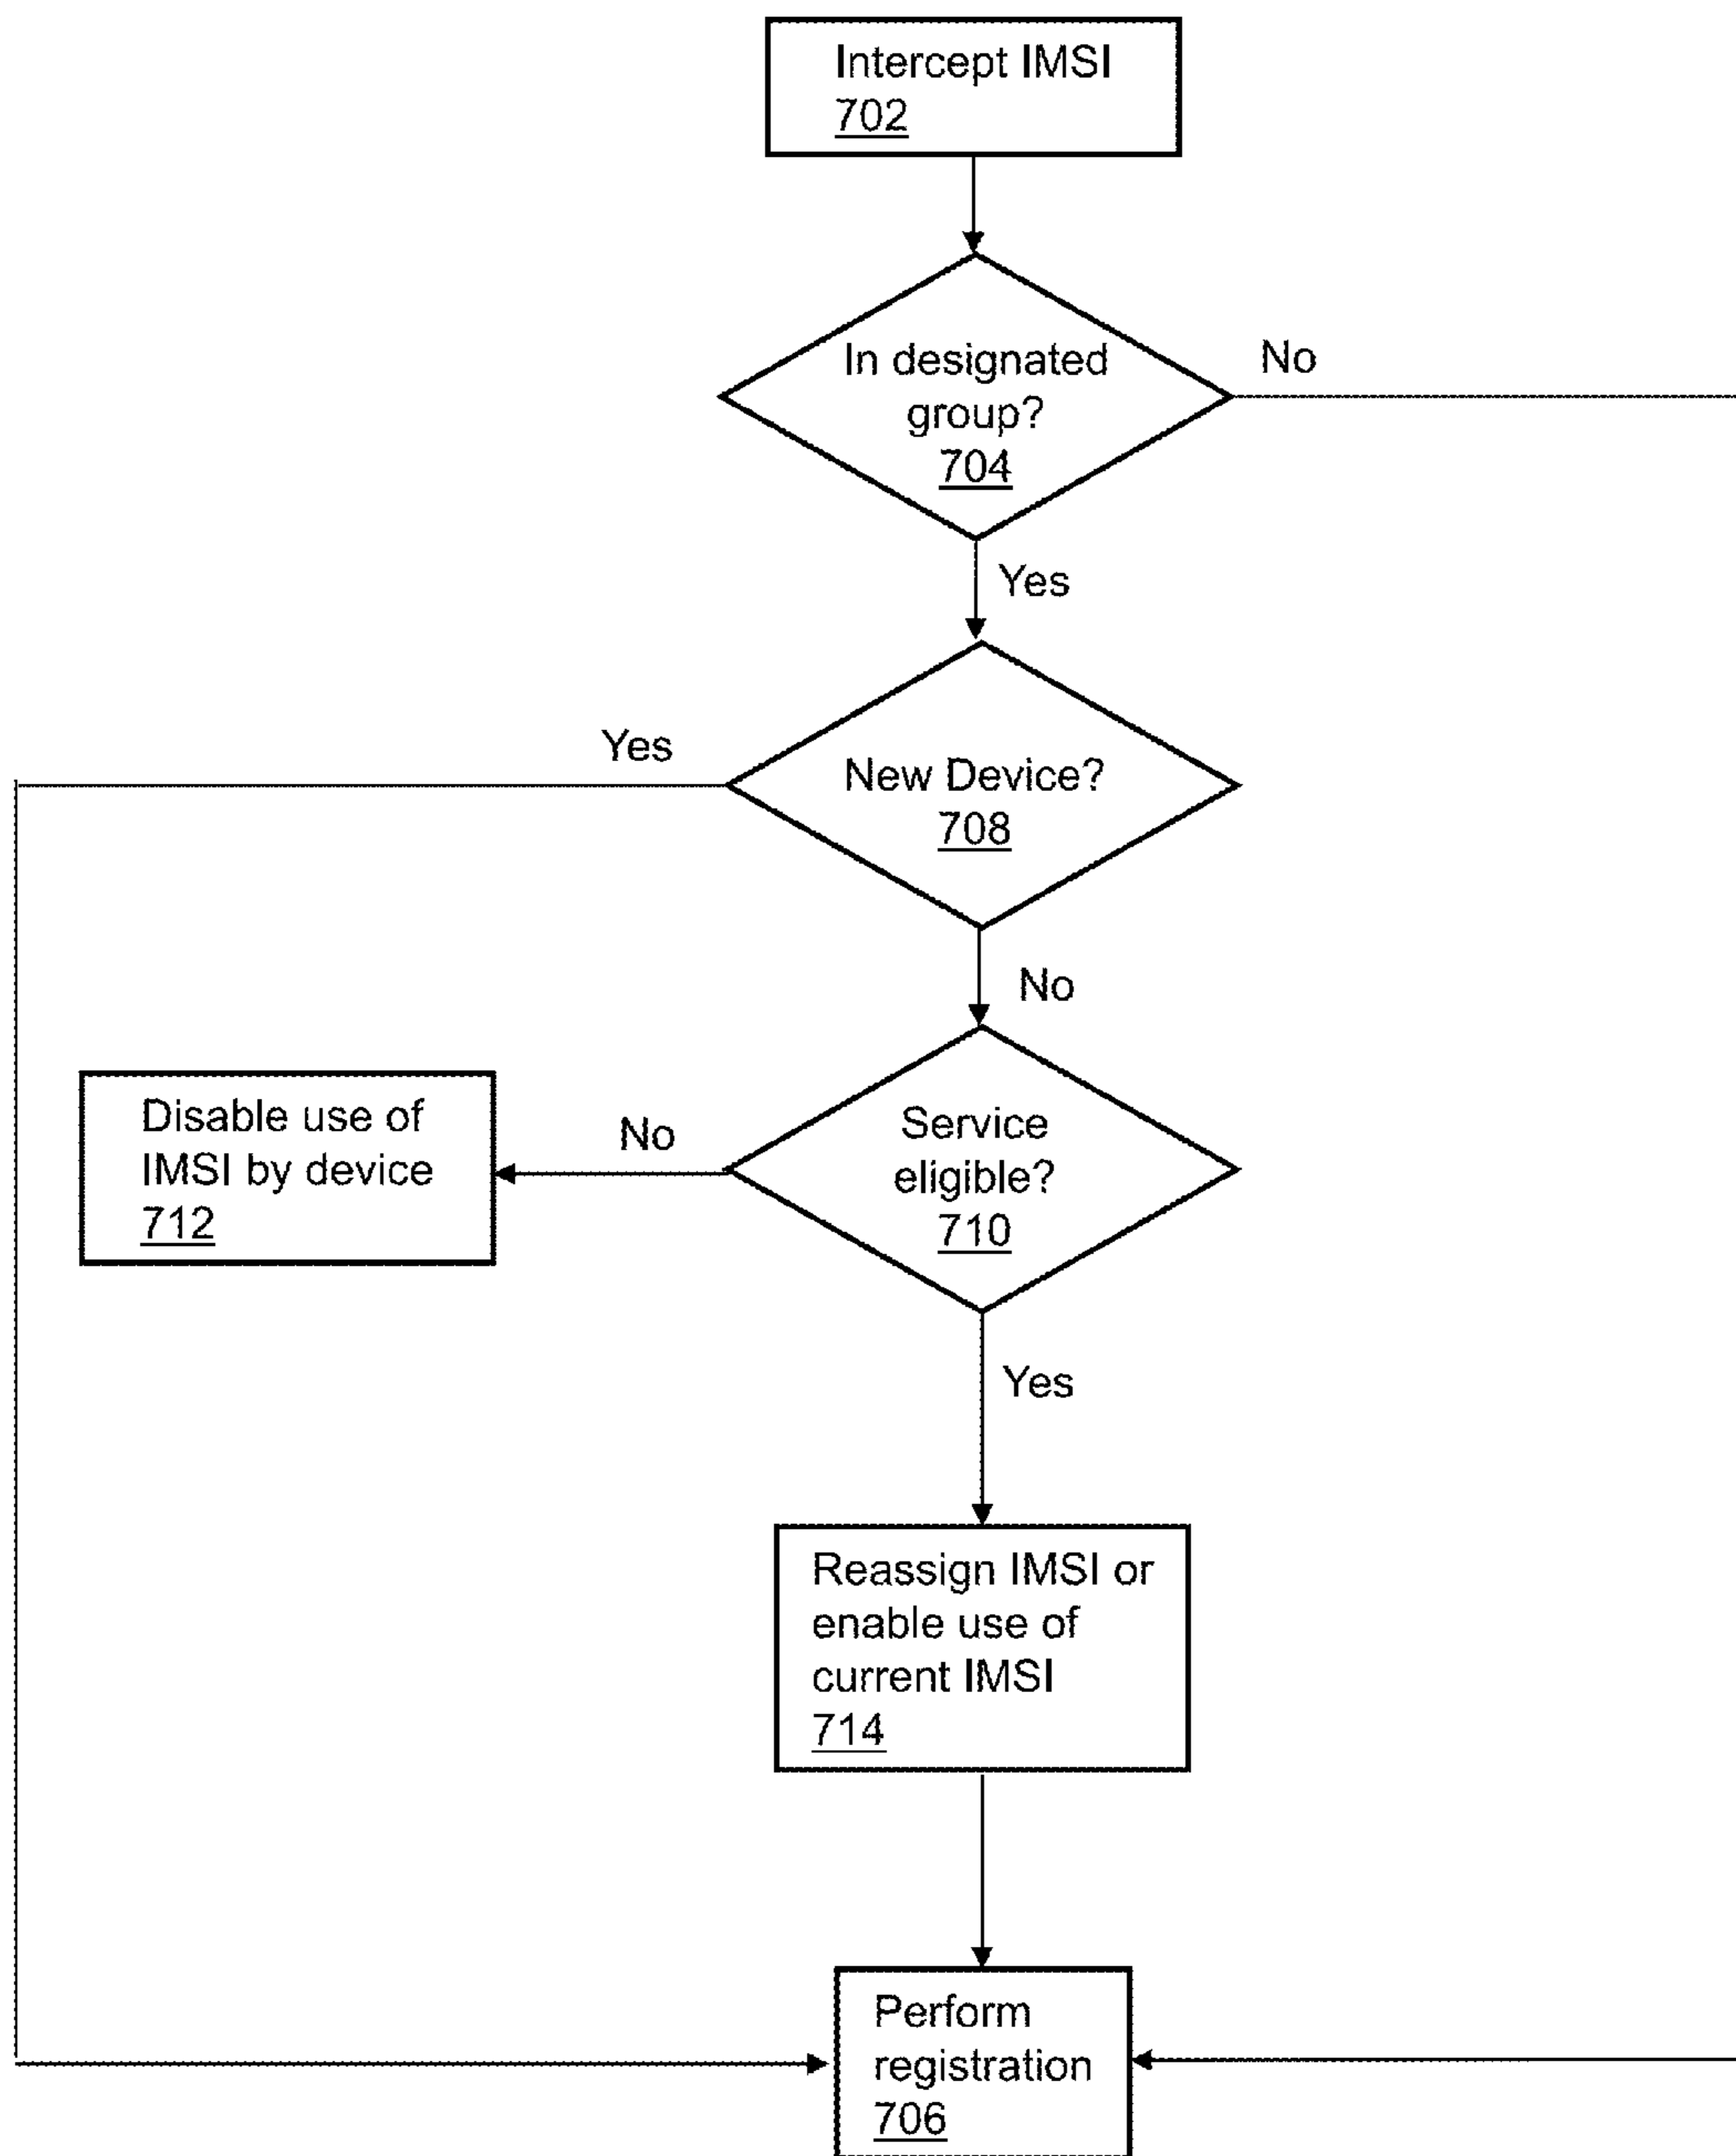 Intercept IMSI
702
In designated
group?
704
No
Yes
New Device?
708
Yes
No
Service
eligible?
710
No
Disable use of
IMSI by device
712
Yes
Reassign IMSI or
enable use of
current IMSI
714
Perform
registration
706